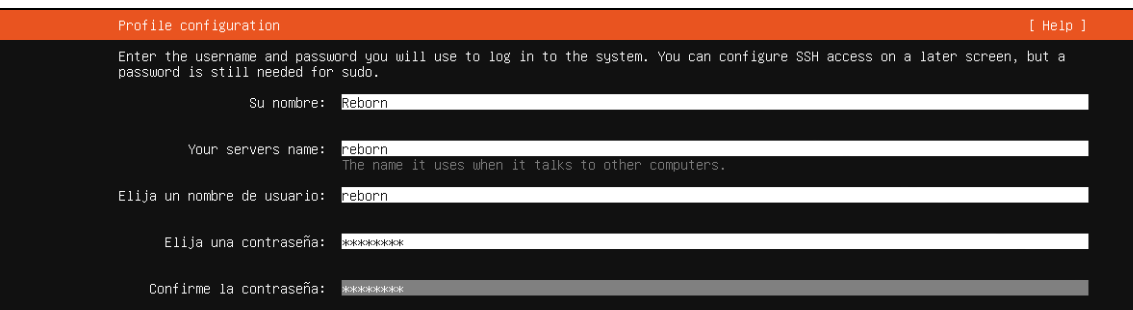 Profile configuration [ Help ]
Enter the username and password you will use to log in to the system. You can configure SSH access on a later screen, but a
password is still needed for sudo.
Su nombre: Reborn
Your servers name: reborn
The name it uses when it talks to other computers.
Elija un nombre de usuario: reborn
Elija una contraseña: ********
Confirme la contraseña: ********